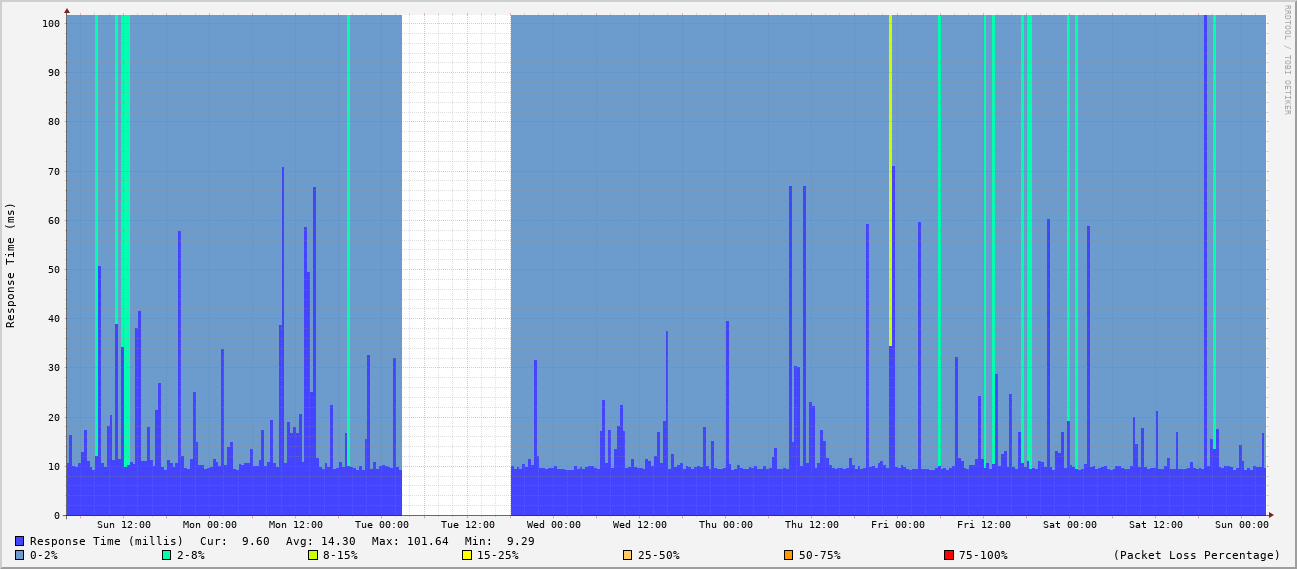 RRDTOOL / TOBI OETIKER
Response Time (ms)
100
90
80
70
60
50
40
30
20
10
0
Sun 12:00 Mon 00:00 Mon 12:00 Tue 00:00 Tue 12:00 Wed 00:00 Wed 12:00 Thu 00:00 Thu 12:00 Fri 00:00 Fri 12:00 Sat 00:00 Sat 12:00 Sun 00:00
Response Time (millis) Cur: 9.60 Avg: 14.30 Max: 101.64 Min: 9.29
0-2% 2-8% 8-15% 15-25% 25-50% 50-75% 75-100% (Packet Loss Percentage)